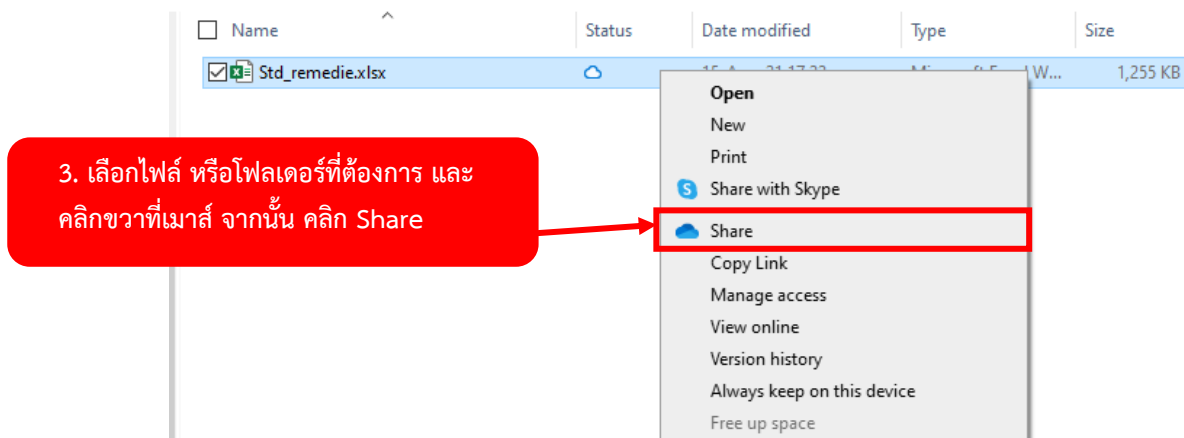 Name Status Date modified Type Size
Std_remedie.xlsx 1,255 KB
Open
New
Print
Share with Skype
3. เลือกไฟล์ หรือโฟลเดอร์ที่ต้องการ และ
คลิกขวาที่เมาส์ จากนั้น คลิก Share
Share
Copy Link
Manage access
View online
Version history
Always keep on this device
Free up space